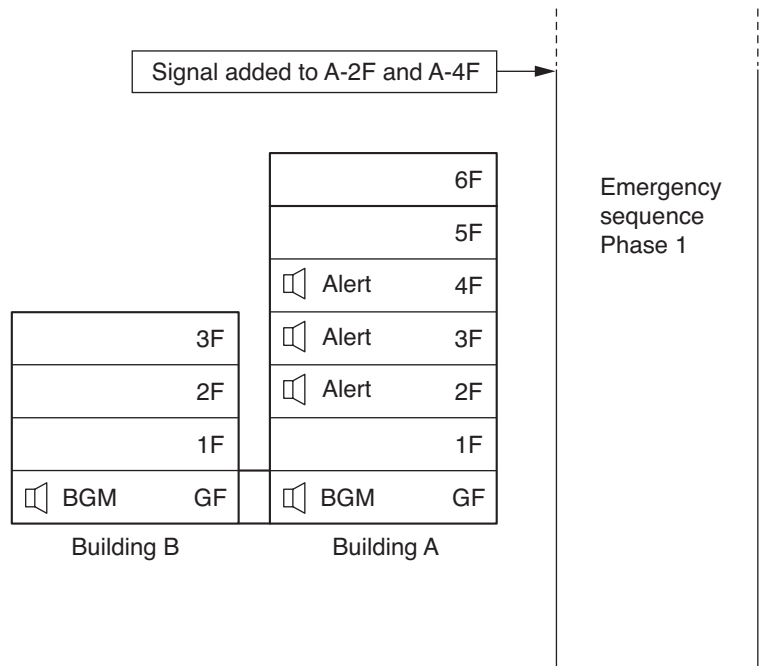 Signal added to A-2F and A-4F
Emergency
sequence
Phase 1
6F
5F
Alert 4F
3F Alert 3F
2F Alert 2F
1F 1F
BGM GF BGM GF
Building B Building A